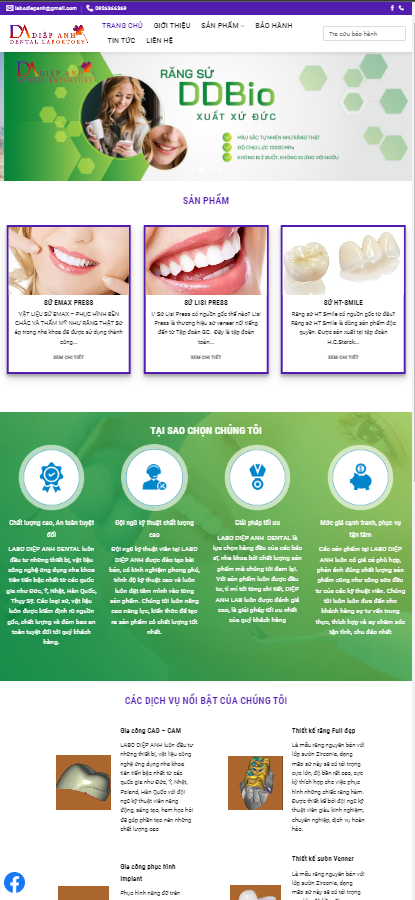 labodiepanh@gmail.com 0926366369
DA DIỆP ANH
DENTAL LABORTORY
TRANG CHỦ GIỚI THIỆU SẢN PHẨM BẢO HÀNH
TIN TỨC LIÊN HỆ
Tra cứu bảo hành
DA DIỆP ANH
RĂNG SỨ
DDBio
XUẤT XỨ ĐỨC
MÀU SẮC TỰ NHIÊN NHƯ RĂNG THẬT
ĐỘ CHỊU LỰC 12000 MPa
KHÔNG BỊ Ê BUỐT, KHÔNG DỊ ỨNG VỚI NƯỚU
SẢN PHẨM
SỨ EMAX PRESS
VẬT LIỆU SỨ EMAX – PHỤC HÌNH BỀN
CHẮC VÀ THẨM MỸ NHƯ RĂNG THẬT Sứ
ép trong nha khoa đã được sử dụng thành
công...
XEM CHI TIẾT
SỨ LISI PRESS
I/ Sứ Lisi Press có nguồn gốc thế nào? Lisi
Press là thương hiệu sứ veneer nổi tiếng
đến từ Tập đoàn GC. Đây là tập đoàn
toàn...
XEM CHI TIẾT
SỨ HT-SMILE
Răng sứ HT Smile có nguồn gốc từ đâu?
Răng sứ HT Smile là dòng sản phẩm độc
quyền. Được sản xuất tại tập đoàn
H.C.Starck...
XEM CHI TIẾT
TẠI SAO CHỌN CHÚNG TÔI
Chất lượng cao, An toàn tuyệt
đối
LABO DIỆP ANH DENTAL luôn
đầu tư những thiết bị, vật liệu
công nghệ ứng dụng nha khoa
tiên tiến bậc nhất từ các quốc
gia như Đức, Ý, Nhật, Hàn Quốc,
Thụy Sỹ. Các loại sứ, vật liệu
luôn được kiểm định rõ nguồn
gốc, chất lượng và đảm bảo an
toàn tuyệt đối tới quý khách
hàng.
Đội ngũ kỹ thuật chất lượng
cao
Đội ngũ kỹ thuật viên tại LABO
DIỆP ANH được đào tạo bài
bản, có kinh nghiệm phong phú,
trình độ kỹ thuật cao và luôn
luôn đặt tâm mình vào từng
sản phẩm. Chúng tôi luôn nâng
cao năng lực, kiến thức để tạo
ra sản phẩm có chất lượng tốt
nhất.
Giải pháp tối ưu
LABO DIỆP ANH DENTAL là
lựa chọn hàng đầu của các bác
sĩ, nha khoa bởi chất lượng sản
phẩm mà chúng tôi đem lại.
Với sản phẩm luôn được đầu
tư, tỉ mỉ tới từng chi tiết, DIỆP
ANH LAB luôn được đánh giá
cao, là giải pháp tối ưu nhất
của quý khách hàng
Mức giá cạnh tranh, phục vụ
tận tâm
Các sản phẩm tại LABO DIỆP
ANH luôn có giá cả phù hợp,
phản ánh đúng chất lượng sản
phẩm cũng như công sức đầu
tư của các kỹ thuật viên. Chúng
tôi luôn luôn đưa đến cho
khách hàng sự tư vấn trung
thực, thích hợp và sự chăm sóc
tận tình, chu đáo nhất
CÁC DỊCH VỤ NỔI BẬT CỦA CHÚNG TÔI
Gia công CAD – CAM
LABO DIỆP ANH luôn đầu tư
những thiết bị, vật liệu công
nghệ ứng dụng nha khoa
tiên tiến bậc nhất từ các
quốc gia như Đức, Ý, Nhật,
Poland, Hàn Quốc với đội
ngũ kỹ thuật viên năng
động, sáng tạo, ham học hỏi
để góp phần tạo nên những
chất lượng cao
Thiết kế răng Full đẹp
Là mẫu răng nguyên bản với
lớp sườn Zirconia, dạng
mão sứ này sẽ có tải trọng
cực lớn, độ bền rất cao, cực
kỳ thích hợp cho việc phục
hình những chiếc răng hàm.
Được thiết kế bởi đội ngũ kỹ
thuật viên giàu kinh nghiệm,
chuyên nghiệp, dịch vụ hoàn
hảo.
Gia công phục hình
Implant
Phục hình nâng đỡ trên
Thiết kế sườn Venner
Là mẫu răng nguyên bản với
lớp sườn Zirconia, dạng
mão sứ này sẽ có tải trọng